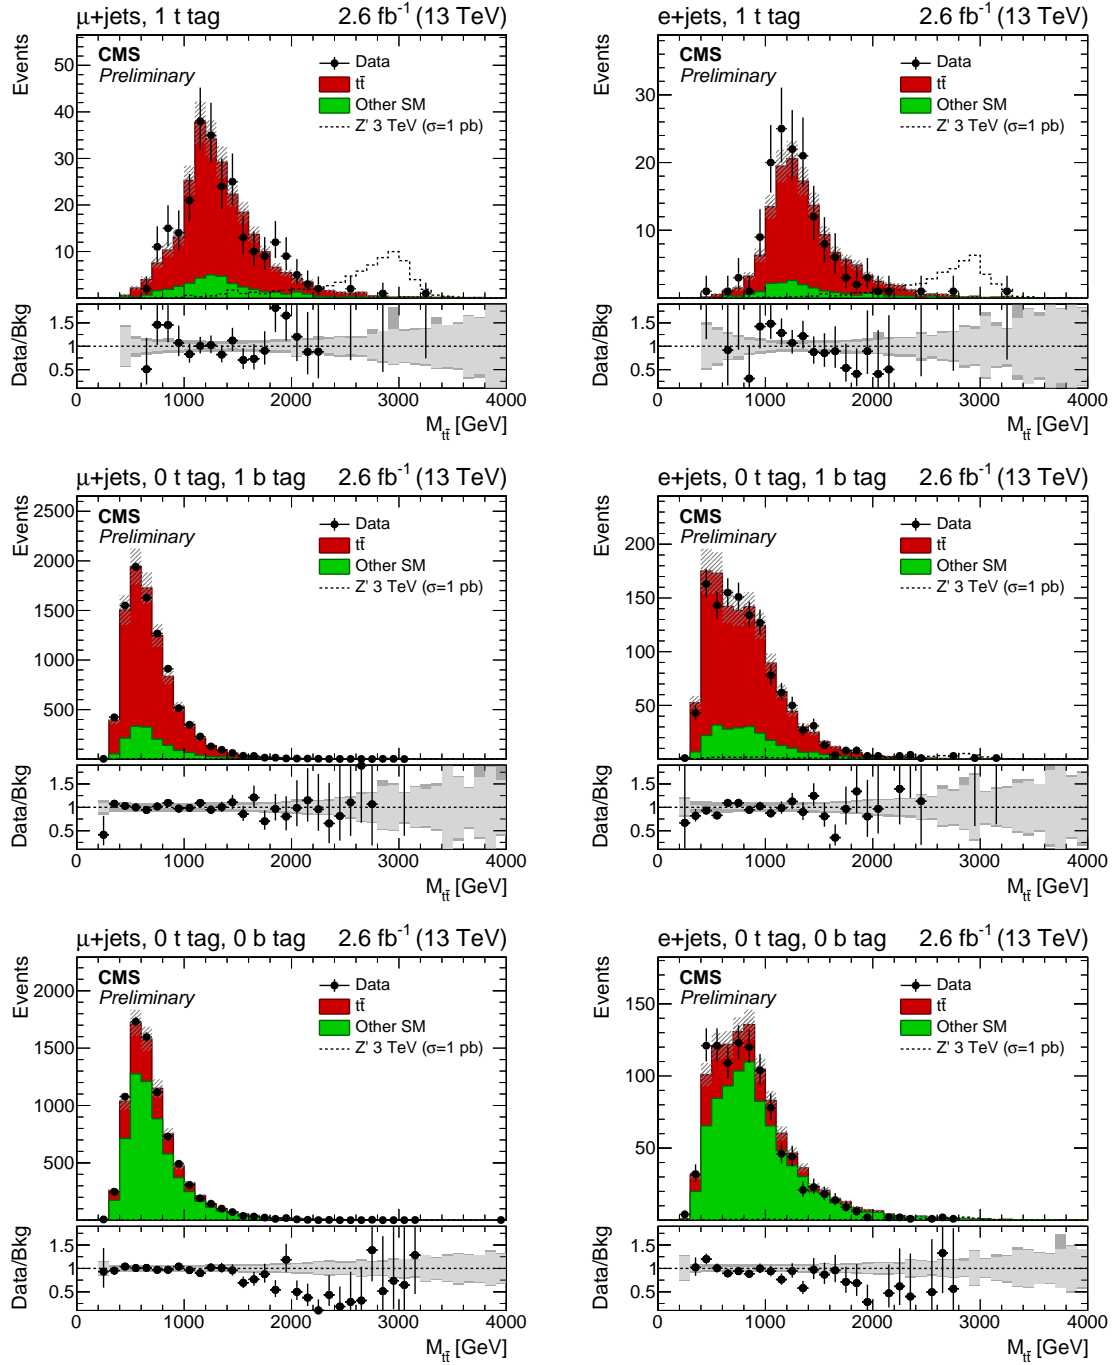 μ+jets, 1 t tag 2.6 fb⁻¹ (13 TeV)
Events
CMS
Preliminary
Data
tt̄
Other SM
Z' 3 TeV (σ=1 pb)
50
40
30
20
10
Data/Bkg
1.5
1
0.5
0 1000 2000 3000 4000
M_tt̄ [GeV]
e+jets, 1 t tag 2.6 fb⁻¹ (13 TeV)
Events
CMS
Preliminary
Data
tt̄
Other SM
Z' 3 TeV (σ=1 pb)
30
20
10
0
Data/Bkg
1.5
1
0.5
0 1000 2000 3000 4000
M_tt̄ [GeV]
μ+jets, 0 t tag, 1 b tag 2.6 fb⁻¹ (13 TeV)
Events
CMS
Preliminary
Data
tt̄
Other SM
Z' 3 TeV (σ=1 pb)
2500
2000
1500
1000
500
Data/Bkg
1.5
1
0.5
0 1000 2000 3000 4000
M_tt̄ [GeV]
e+jets, 0 t tag, 1 b tag 2.6 fb⁻¹ (13 TeV)
Events
CMS
Preliminary
Data
tt̄
Other SM
Z' 3 TeV (σ=1 pb)
200
150
100
50
0
Data/Bkg
1.5
1
0.5
0 1000 2000 3000 4000
M_tt̄ [GeV]
μ+jets, 0 t tag, 0 b tag 2.6 fb⁻¹ (13 TeV)
Events
CMS
Preliminary
Data
tt̄
Other SM
Z' 3 TeV (σ=1 pb)
2000
1500
1000
500
Data/Bkg
1.5
1
0.5
0 1000 2000 3000 4000
M_tt̄ [GeV]
e+jets, 0 t tag, 0 b tag 2.6 fb⁻¹ (13 TeV)
Events
CMS
Preliminary
Data
tt̄
Other SM
Z' 3 TeV (σ=1 pb)
150
100
50
0
Data/Bkg
1.5
1
0.5
0 1000 2000 3000 4000
M_tt̄ [GeV]